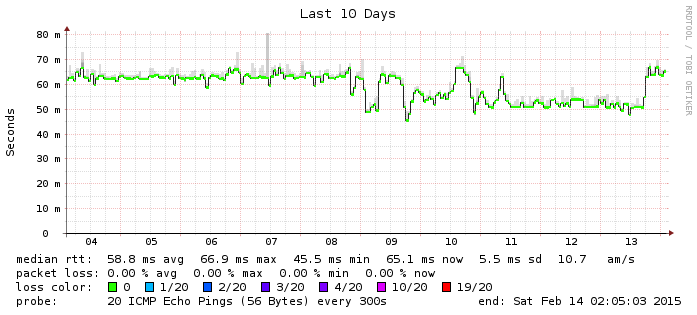 Last 10 Days
RRDTOOL / TOBI OETIKER
Seconds
80 m
70 m
60 m
50 m
40 m
30 m
20 m
10 m
0
04 05 06 07 08 09 10 11 12 13
median rtt: 58.8 ms avg 66.9 ms max 45.5 ms min 65.1 ms now 5.5 ms sd 10.7 am/s
packet loss: 0.00 % avg 0.00 % max 0.00 % min 0.00 % now
loss color: 0 1/20 2/20 3/20 4/20 10/20 19/20
probe: 20 ICMP Echo Pings (56 Bytes) every 300s end: Sat Feb 14 02:05:03 2015